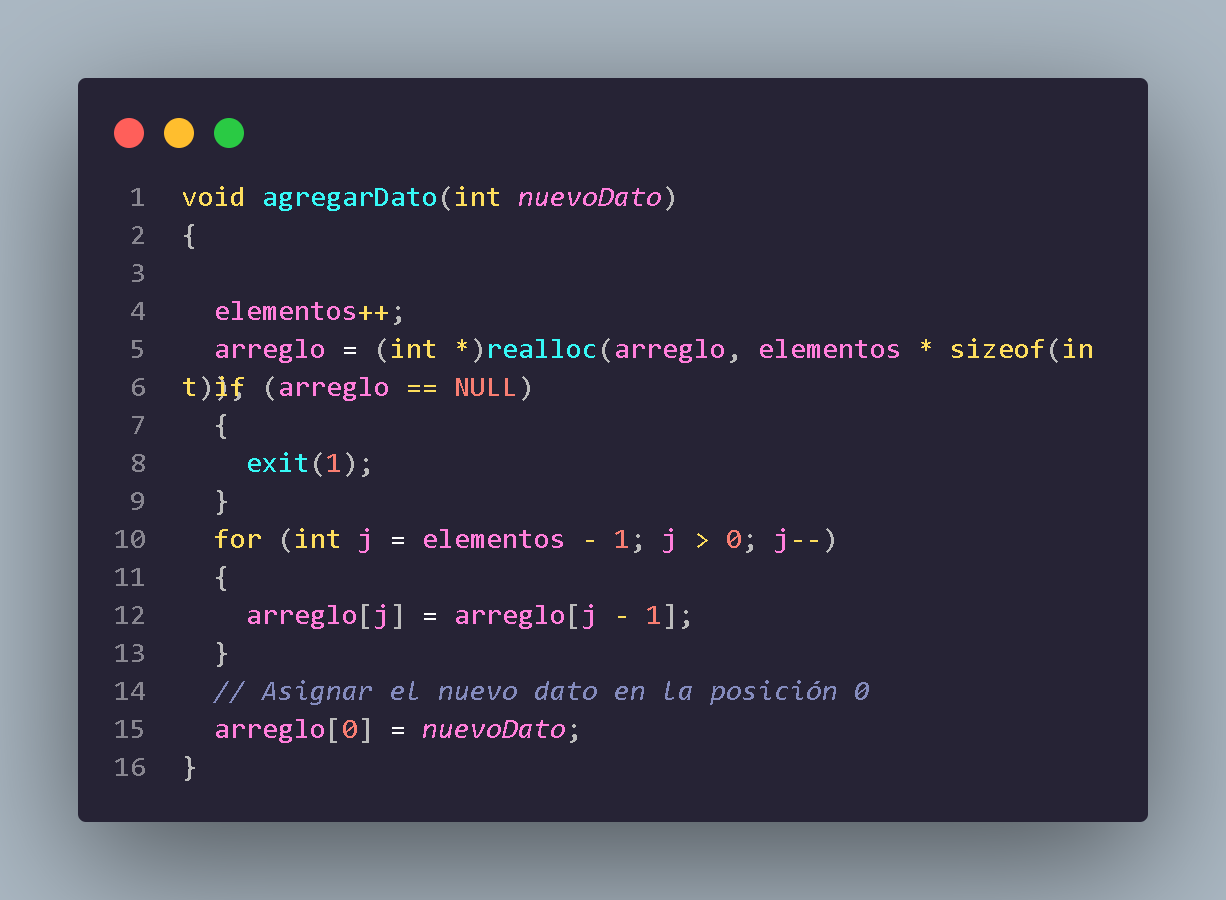 1 void agregarDato(int nuevoDato)
2 {
3
4 elementos++;
5 arreglo = (int *)realloc(arreglo, elementos * sizeof(in
t));
6 if (arreglo == NULL)
7 {
8 exit(1);
9 }
10 for (int j = elementos - 1; j > 0; j--)
11 {
12 arreglo[j] = arreglo[j - 1];
13 }
14 // Asignar el nuevo dato en la posición 0
15 arreglo[0] = nuevoDato;
16 }